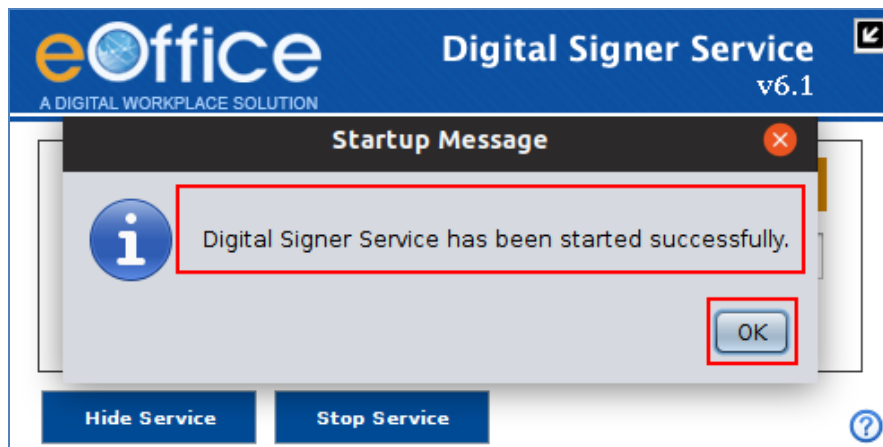 eOffice
A DIGITAL WORKPLACE SOLUTION
Digital Signer Service
v6.1
Startup Message
Digital Signer Service has been started successfully.
OK
Hide Service
Stop Service